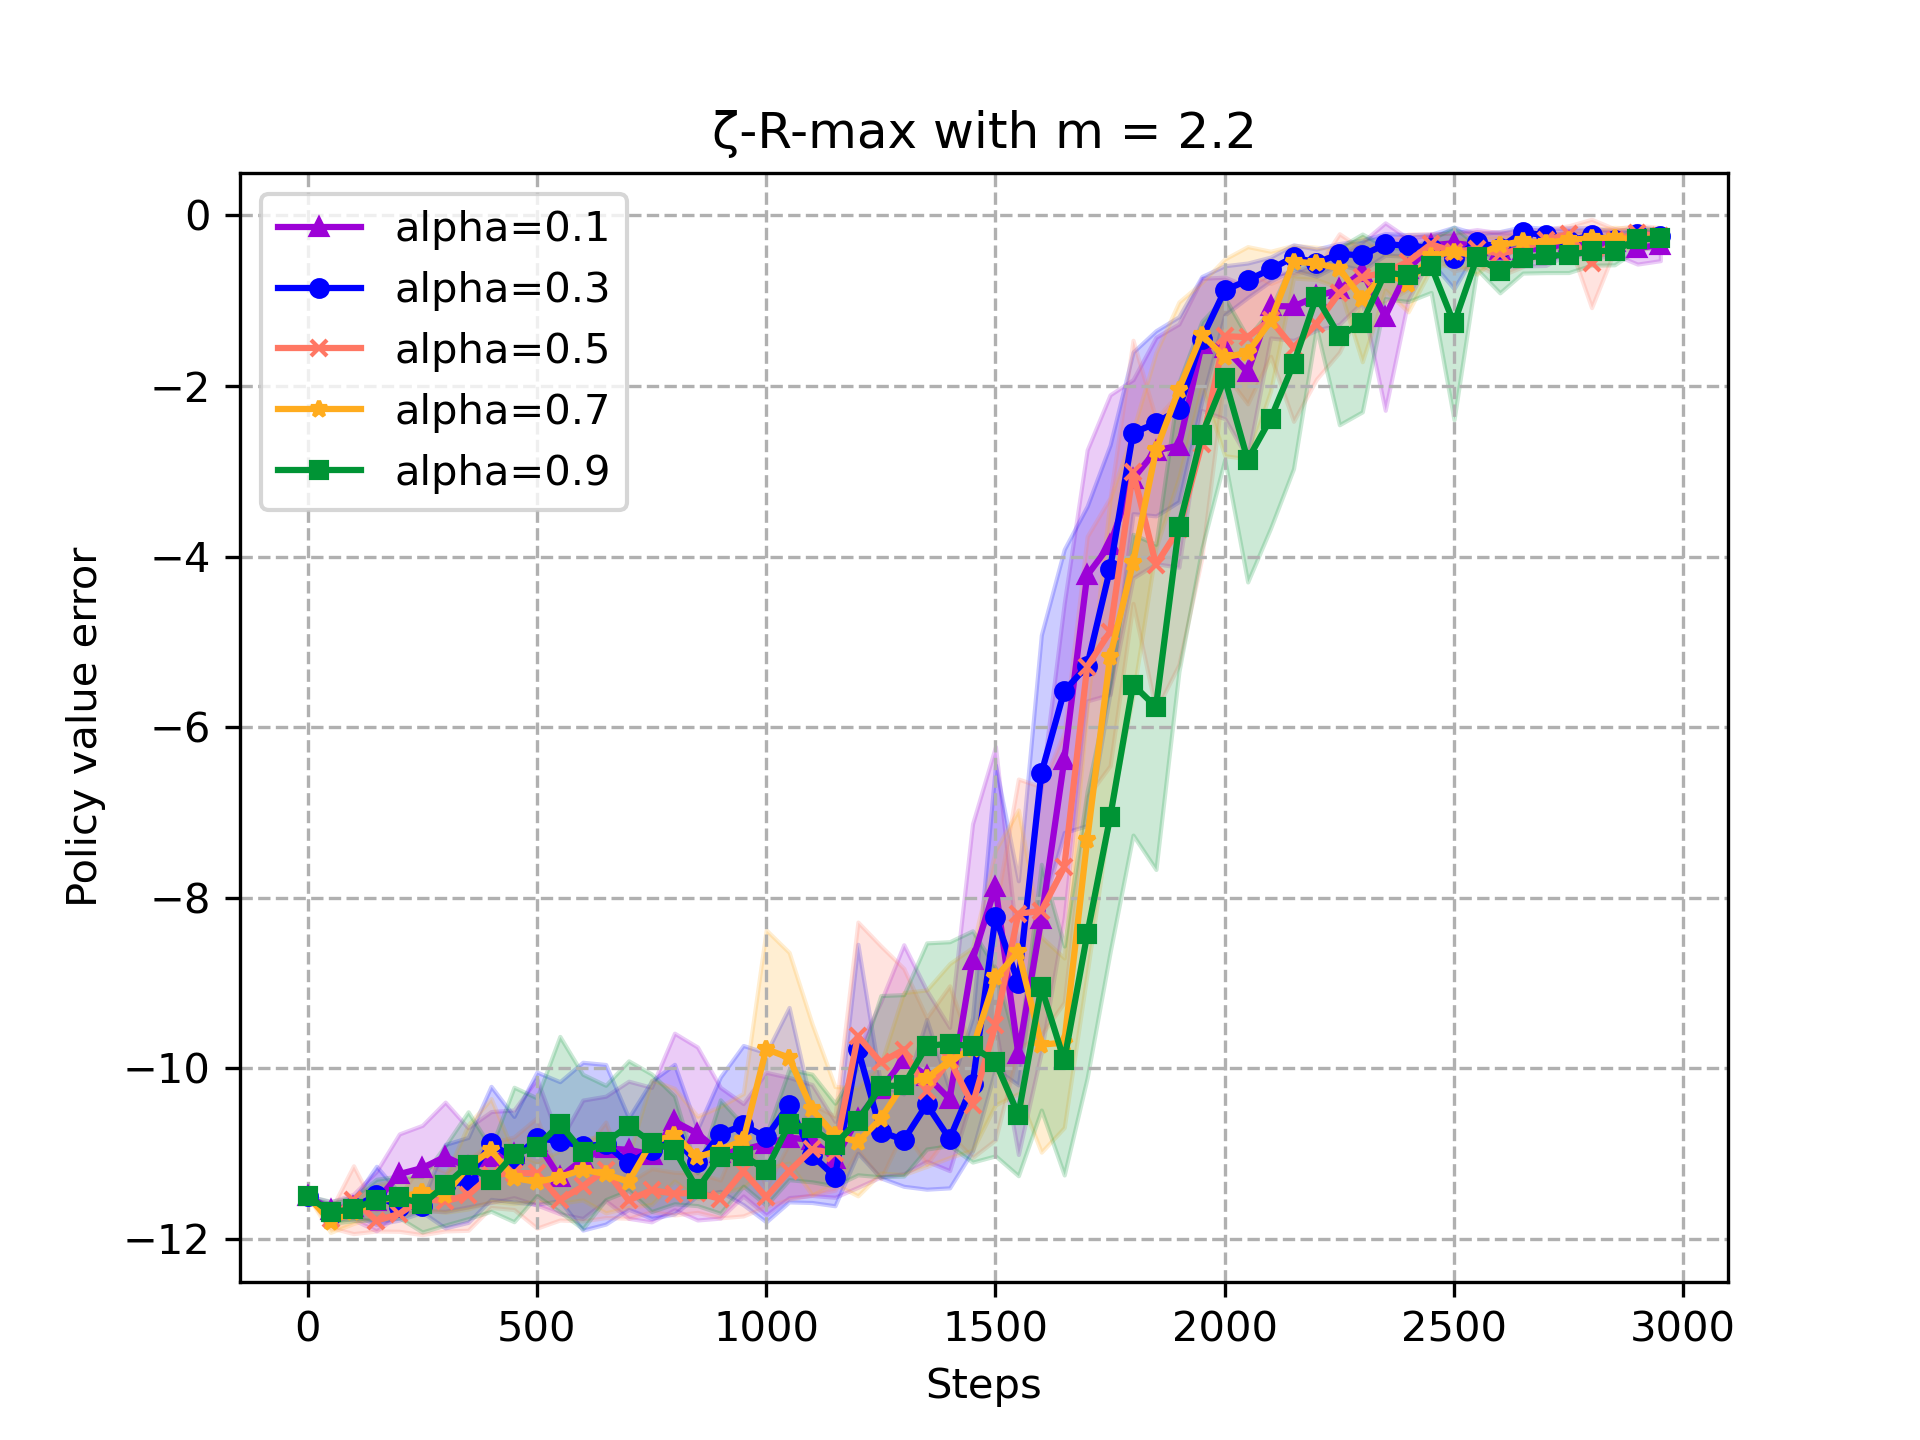 ζ-R-max with m = 2.2
0
−2
−4
−6
−8
−10
−12
Policy value error
alpha=0.1
alpha=0.3
alpha=0.5
alpha=0.7
alpha=0.9
0
500
1000
1500
2000
2500
3000
Steps